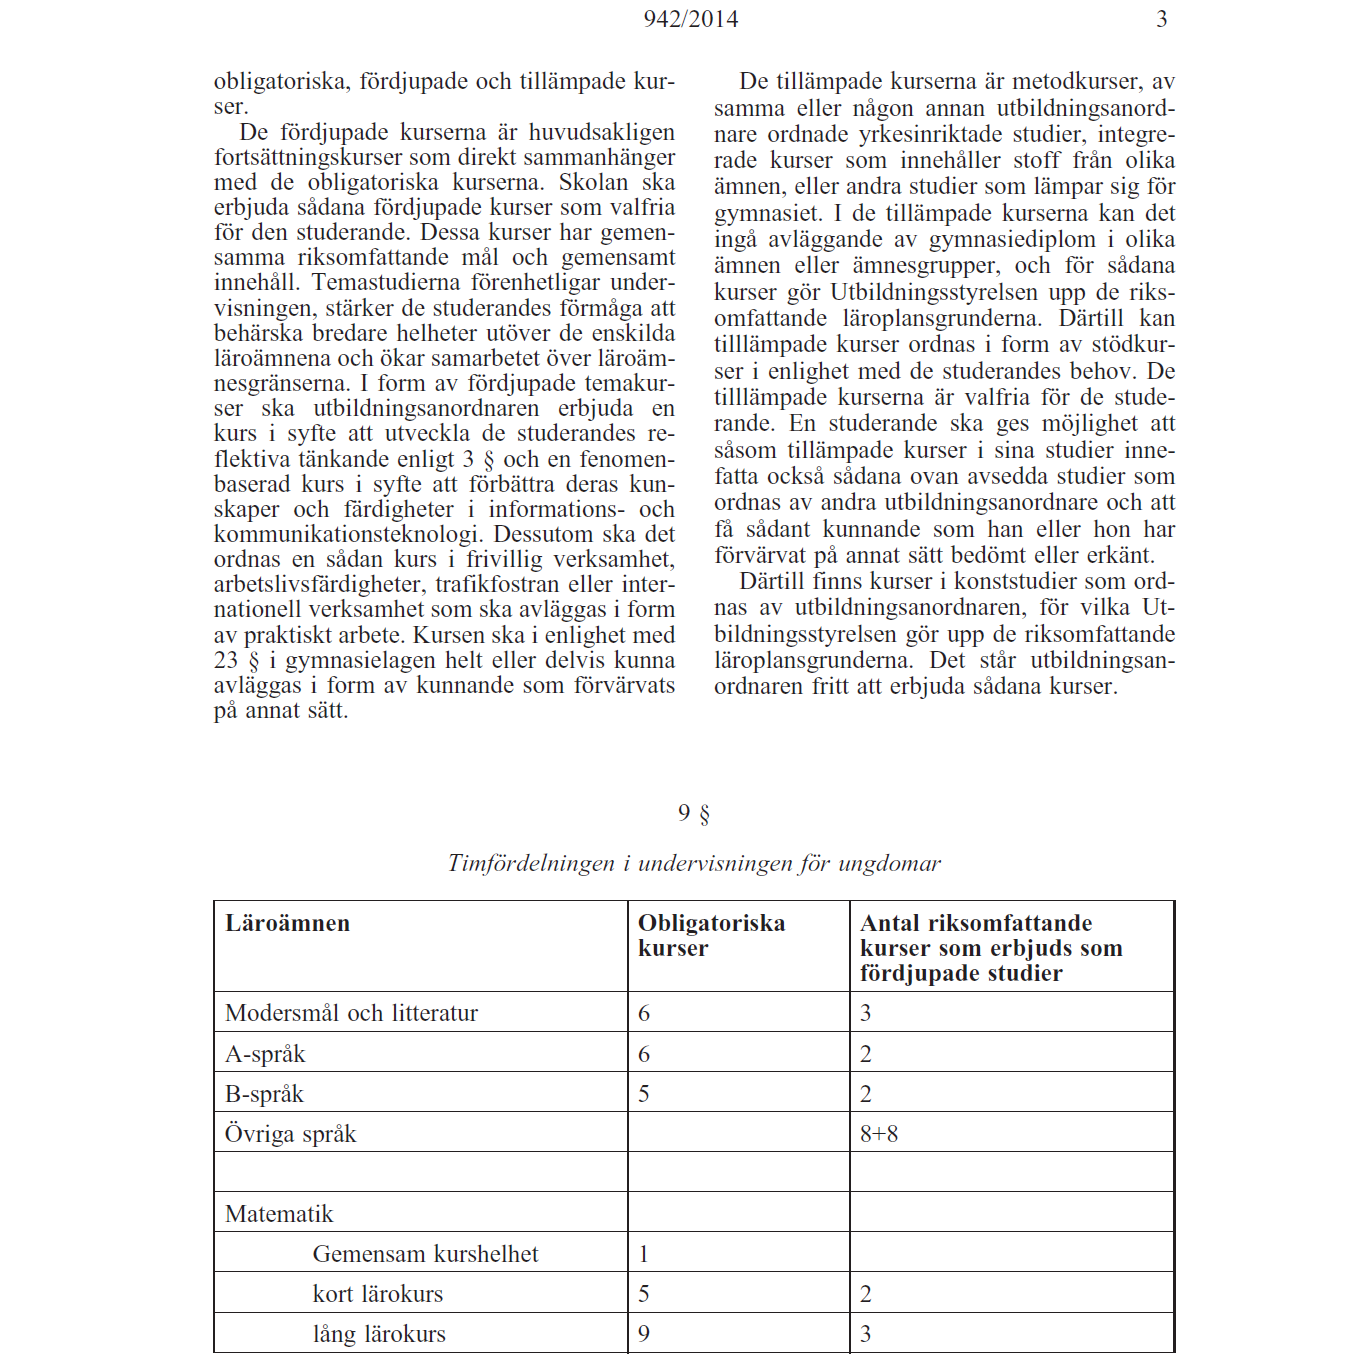 942/2014 3
obligatoriska, fördjupade och tillämpade kur-
ser.
De fördjupade kurserna är huvudsakligen
fortsättningskurser som direkt sammanhänger
med de obligatoriska kurserna. Skolan ska
erbjuda sådana fördjupade kurser som valfria
för den studerande. Dessa kurser har gemen-
samma riksomfattande mål och gemensamt
innehåll. Temastudierna förenhetligar under-
visningen, stärker de studerandes förmåga att
behärska bredare helheter utöver de enskilda
läroämnena och ökar samarbetet över läroäm-
nesgränserna. I form av fördjupade temakur-
ser ska utbildningsanordnaren erbjuda en
kurs i syfte att utveckla de studerandes re-
flektiva tänkande enligt 3 § och en fenomen-
baserad kurs i syfte att förbättra deras kun-
skaper och färdigheter i informations- och
kommunikationsteknologi. Dessutom ska det
ordnas en sådan kurs i frivillig verksamhet,
arbetslivsfärdigheter, trafikfostran eller inter-
nationell verksamhet som ska avläggas i form
av praktiskt arbete. Kursen ska i enlighet med
23 § i gymnasielagen helt eller delvis kunna
avläggas i form av kunnande som förvärvats
på annat sätt.
De tillämpade kurserna är metodkurser, av
samma eller någon annan utbildningsanord-
nare ordnade yrkesinriktade studier, integre-
rade kurser som innehåller stoff från olika
ämnen, eller andra studier som lämpar sig för
gymnasiet. I de tillämpade kurserna kan det
ingå avläggande av gymnasiediplom i olika
ämnen eller ämnesgrupper, och för sådana
kurser gör Utbildningsstyrelsen upp de riks-
omfattande läroplansgrunderna. Därtill kan
tilllämpade kurser ordnas i form av stödkur-
ser i enlighet med de studerandes behov. De
tilllämpade kurserna är valfria för de stude-
rande. En studerande ska ges möjlighet att
såsom tillämpade kurser i sina studier inne-
fatta också sådana ovan avsedda studier som
ordnas av andra utbildningsanordnare och att
få sådant kunnande som han eller hon har
förvärvat på annat sätt bedömt eller erkänt.
Därtill finns kurser i konststudier som ord-
nas av utbildningsanordnaren, för vilka Ut-
bildningsstyrelsen gör upp de riksomfattande
läroplansgrunderna. Det står utbildningsan-
ordnaren fritt att erbjuda sådana kurser.
9 §
Timfördelningen i undervisningen för ungdomar
Läroämnen Obligatoriska Antal riksomfattande
kurser kurser som erbjuds som
fördjupade studier
Modersmål och litteratur 6 3
A-språk 6 2
B-språk 5 2
Övriga språk 8+8
Matematik
Gemensam kurshelhet 1
kort lärokurs 5 2
lång lärokurs 9 3